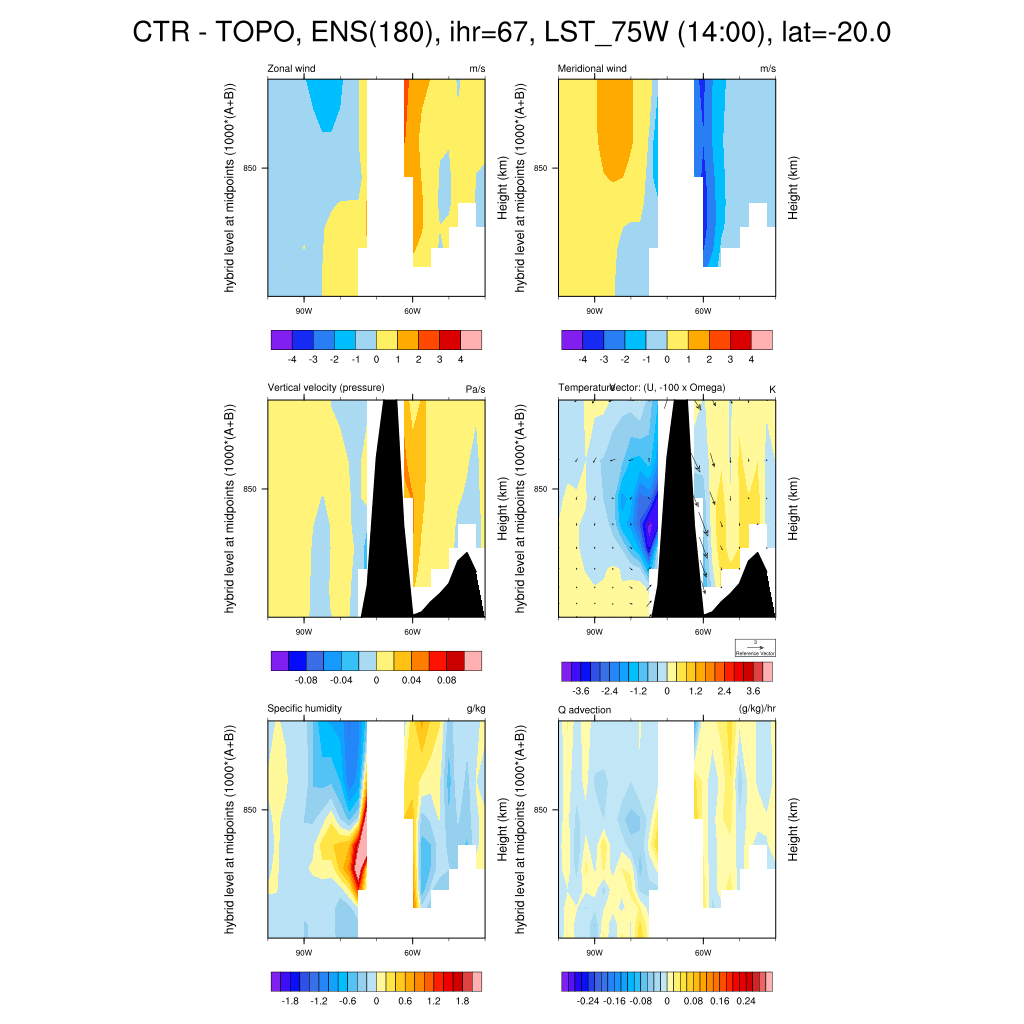 CTR - TOPO, ENS(180), ihr=67, LST_75W (14:00), lat=-20.0
Zonal wind m/s
hybrid level at midpoints (1000*(A+B))
850
Height (km)
90W 60W
-4 -3 -2 -1 0 1 2 3 4
Meridional wind m/s
hybrid level at midpoints (1000*(A+B))
850
Height (km)
90W 60W
-4 -3 -2 -1 0 1 2 3 4
Vertical velocity (pressure) Pa/s
hybrid level at midpoints (1000*(A+B))
850
Height (km)
90W 60W
-0.08 -0.04 0 0.04 0.08
Temperature Vector: (U, -100 x Omega) K
hybrid level at midpoints (1000*(A+B))
850
Height (km)
90W 60W
3
Reference Vector
-3.6 -2.4 -1.2 0 1.2 2.4 3.6
Specific humidity g/kg
hybrid level at midpoints (1000*(A+B))
850
Height (km)
90W 60W
-1.8 -1.2 -0.6 0 0.6 1.2 1.8
Q advection (g/kg)/hr
hybrid level at midpoints (1000*(A+B))
850
Height (km)
90W 60W
-0.24 -0.16 -0.08 0 0.08 0.16 0.24